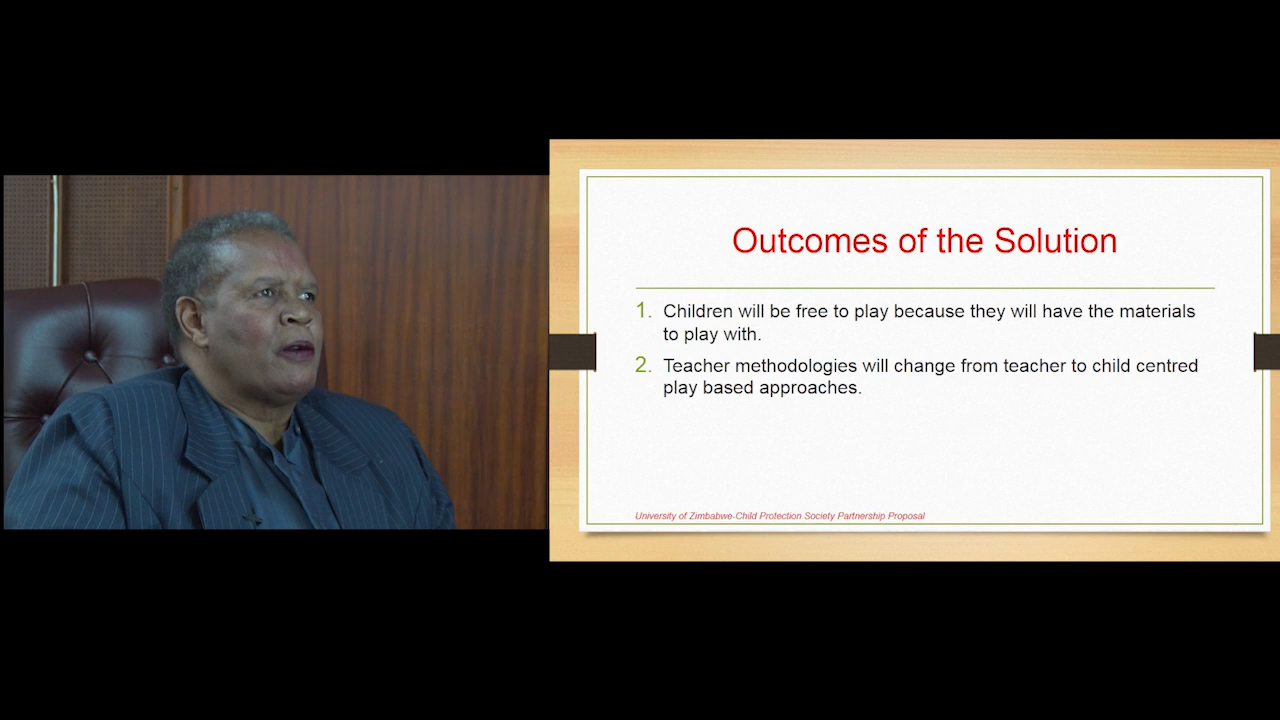 Outcomes of the Solution
1. Children will be free to play because they will have the materials
to play with.
2. Teacher methodologies will change from teacher to child centred
play based approaches.
University of Zimbabwe-Child Protection Society Partnership Proposal